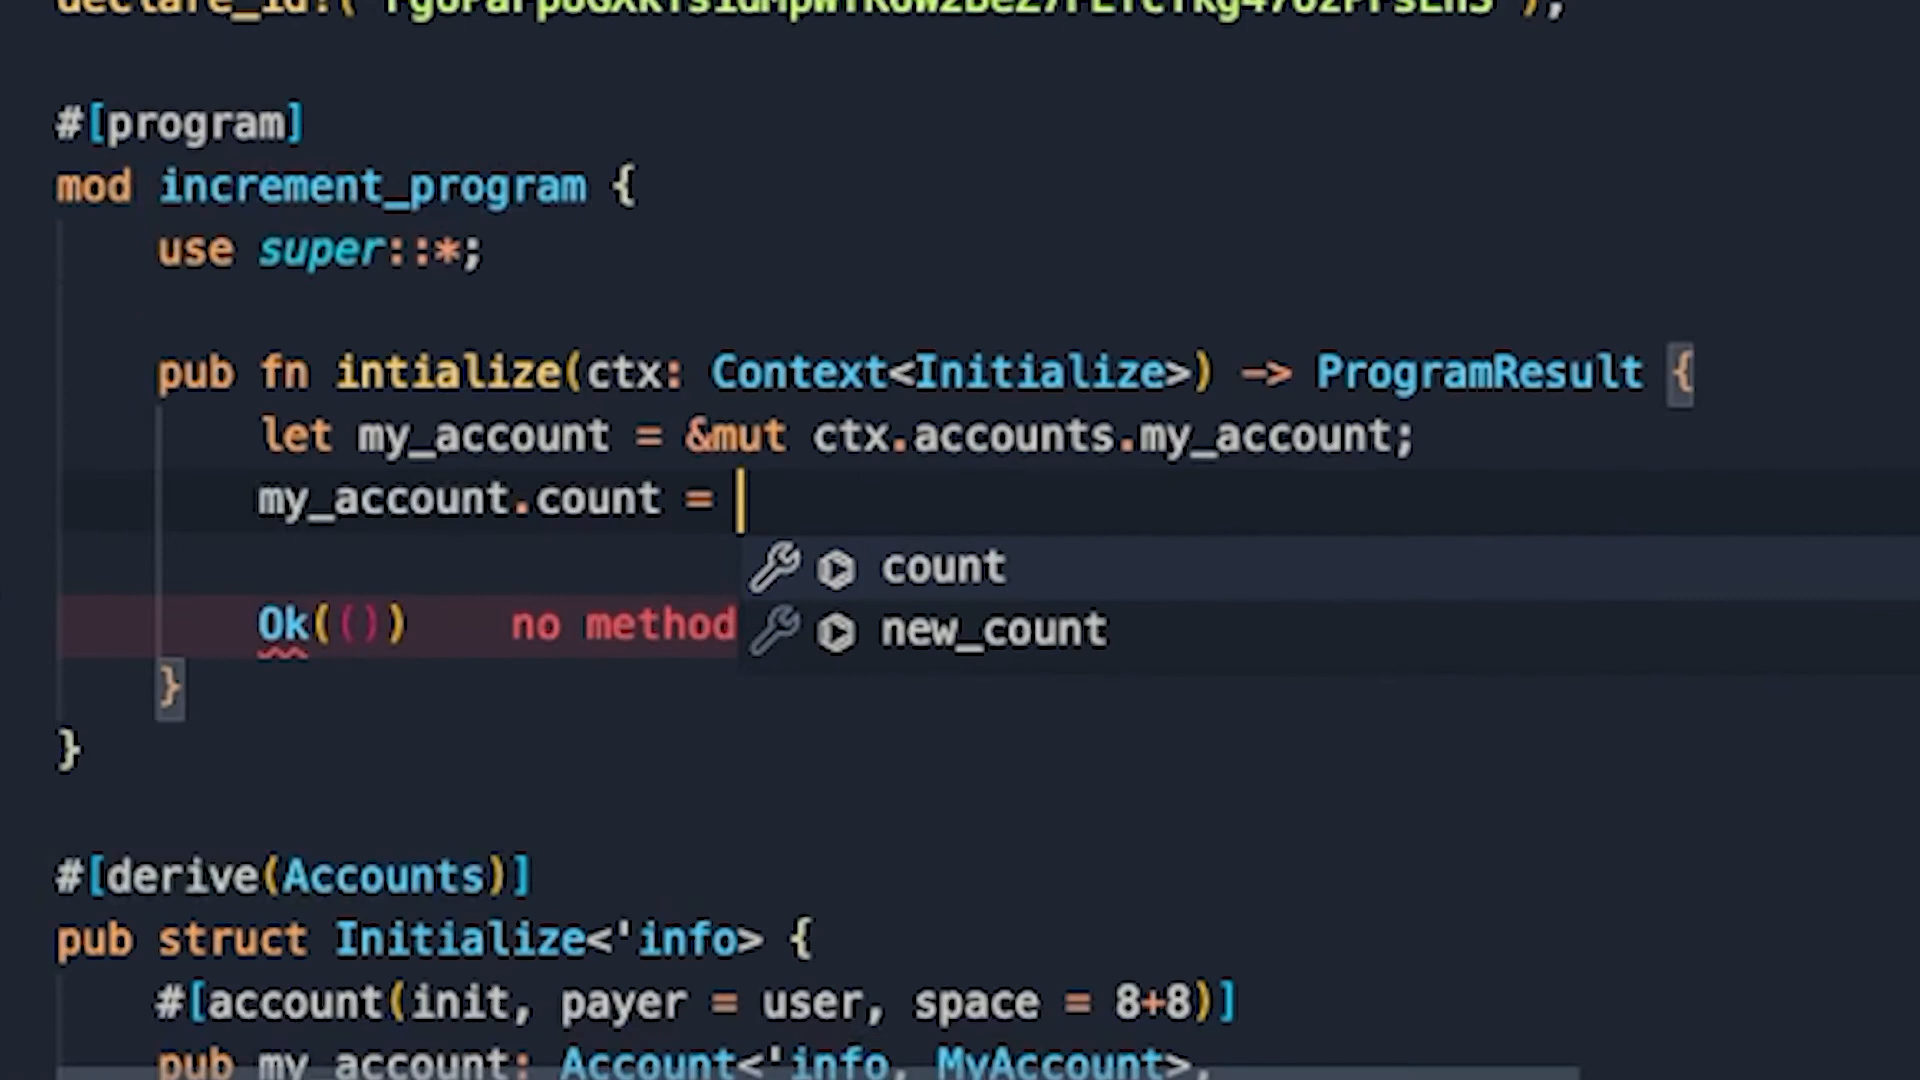 #[program]
mod increment_program {
use super::*;
pub fn intialize(ctx: Context<Initialize>) -> ProgramResult {
let my_account = &mut ctx.accounts.my_account;
my_account.count =
count
Ok(()) no method
new_count
}
}
#[derive(Accounts)]
pub struct Initialize<'info> {
#[account(init, payer = user, space = 8+8)]
pub my_account: Account<'info, MyAccount>,